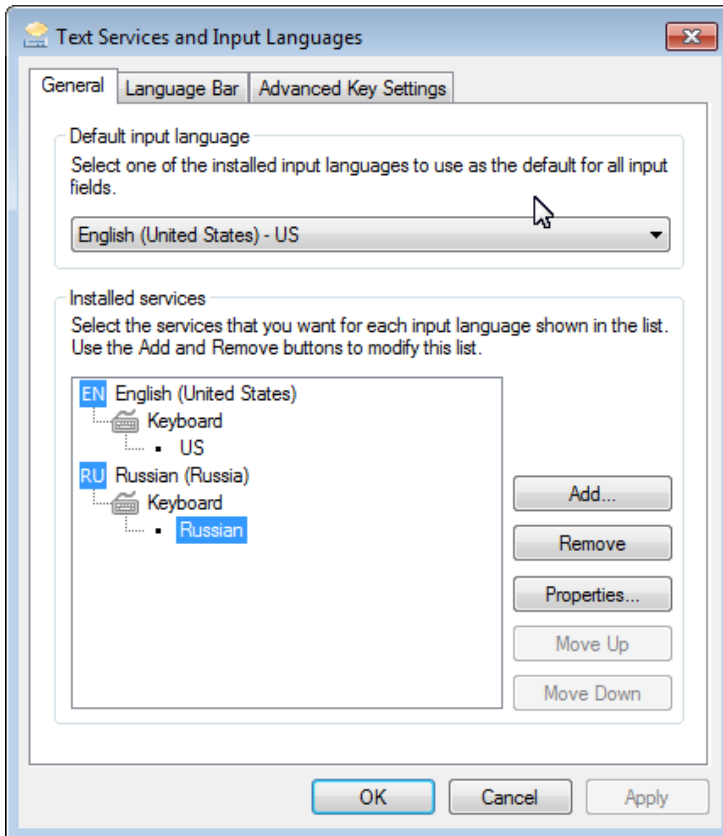 Text Services and Input Languages
General
Language Bar
Advanced Key Settings
Default input language
Select one of the installed input languages to use as the default for all input
fields.
English (United States) - US
Installed services
Select the services that you want for each input language shown in the list.
Use the Add and Remove buttons to modify this list.
EN English (United States)
Keyboard
US
RU Russian (Russia)
Keyboard
Russian
Add...
Remove
Properties...
Move Up
Move Down
OK
Cancel
Apply